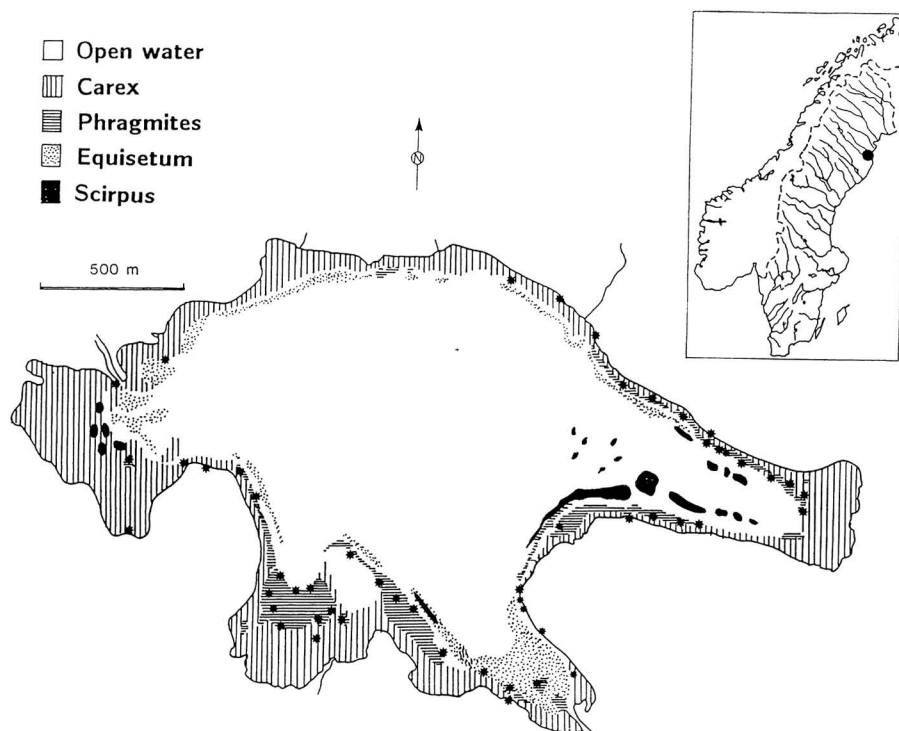 Open water
Carex
Phragmites
Equisetum
Scirpus
N
500 m